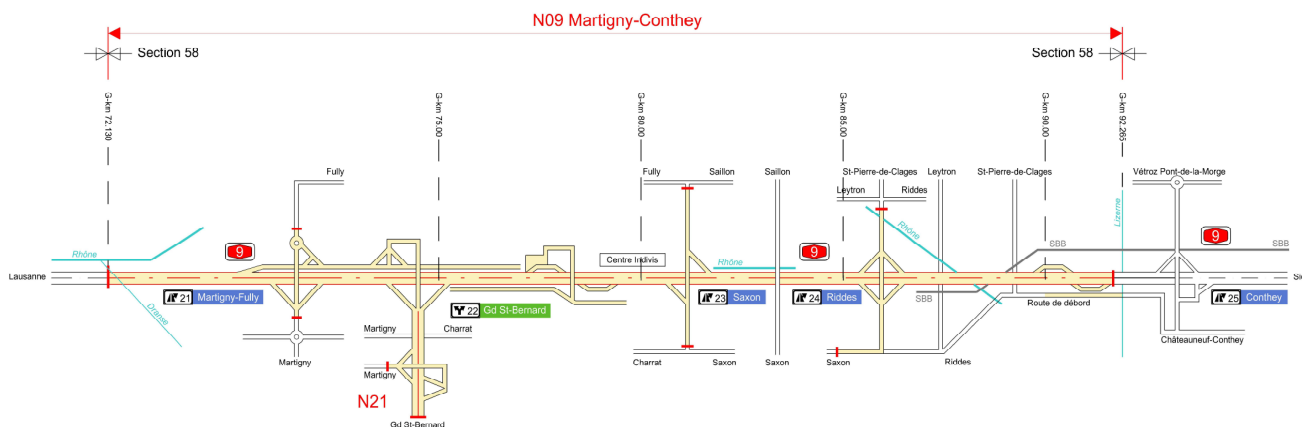 N09 Martigny-Conthey
Section 58
Section 58
G-km 72.130
G-km 75.00
G-km 80.00
G-km 85.00
G-km 90.00
G-km 92.265
Fully
Fully
Saillon
Saillon
St-Pierre-de-Clages
Leytron
St-Pierre-de-Clages
Vétroz Pont-de-la-Morge
Leytron
Riddes
Rhône
Lizerne
Rhône
9
9
9
SBB
SBB
Centre Indivis
Lausanne
SBB
21 Martigny-Fully
22 Gd St-Bernard
23 Saxon
24 Riddes
25 Conthey
Route de débord
Dranse
Martigny
Charrat
Châteauneuf-Conthey
Martigny
Martigny
Charrat
Saxon
Saxon
Saxon
Riddes
N21
Gd St-Bernard